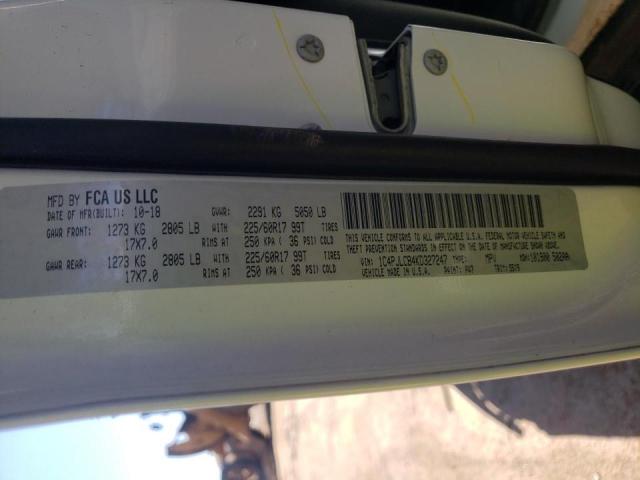 MFD BY FCA US LLC
DATE OF MFR(BUILT): 10-18 GVWR: 2291 KG 5050 LB
GAWR FRONT: 1273 KG 2805 LB WITH 225/60R17 99T TIRES
17X7.0 RIMS AT 250 KPA ( 36 PSI) COLD
GAWR REAR: 1273 KG 2805 LB WITH 225/60R17 99T TIRES
17X7.0 RIMS AT 250 KPA ( 36 PSI) COLD
THIS VEHICLE CONFORMS TO ALL APPLICABLE U.S.A. FEDERAL MOTOR VEHICLE SAFETY AND
THEFT PREVENTION STANDARDS IN EFFECT ON THE DATE OF MANUFACTURE SHOWN ABOVE.
VIN: 1C4PJLCB4KD327247 TYPE: MPV
VEHICLE MADE IN U.S.A. PAINT: PW7